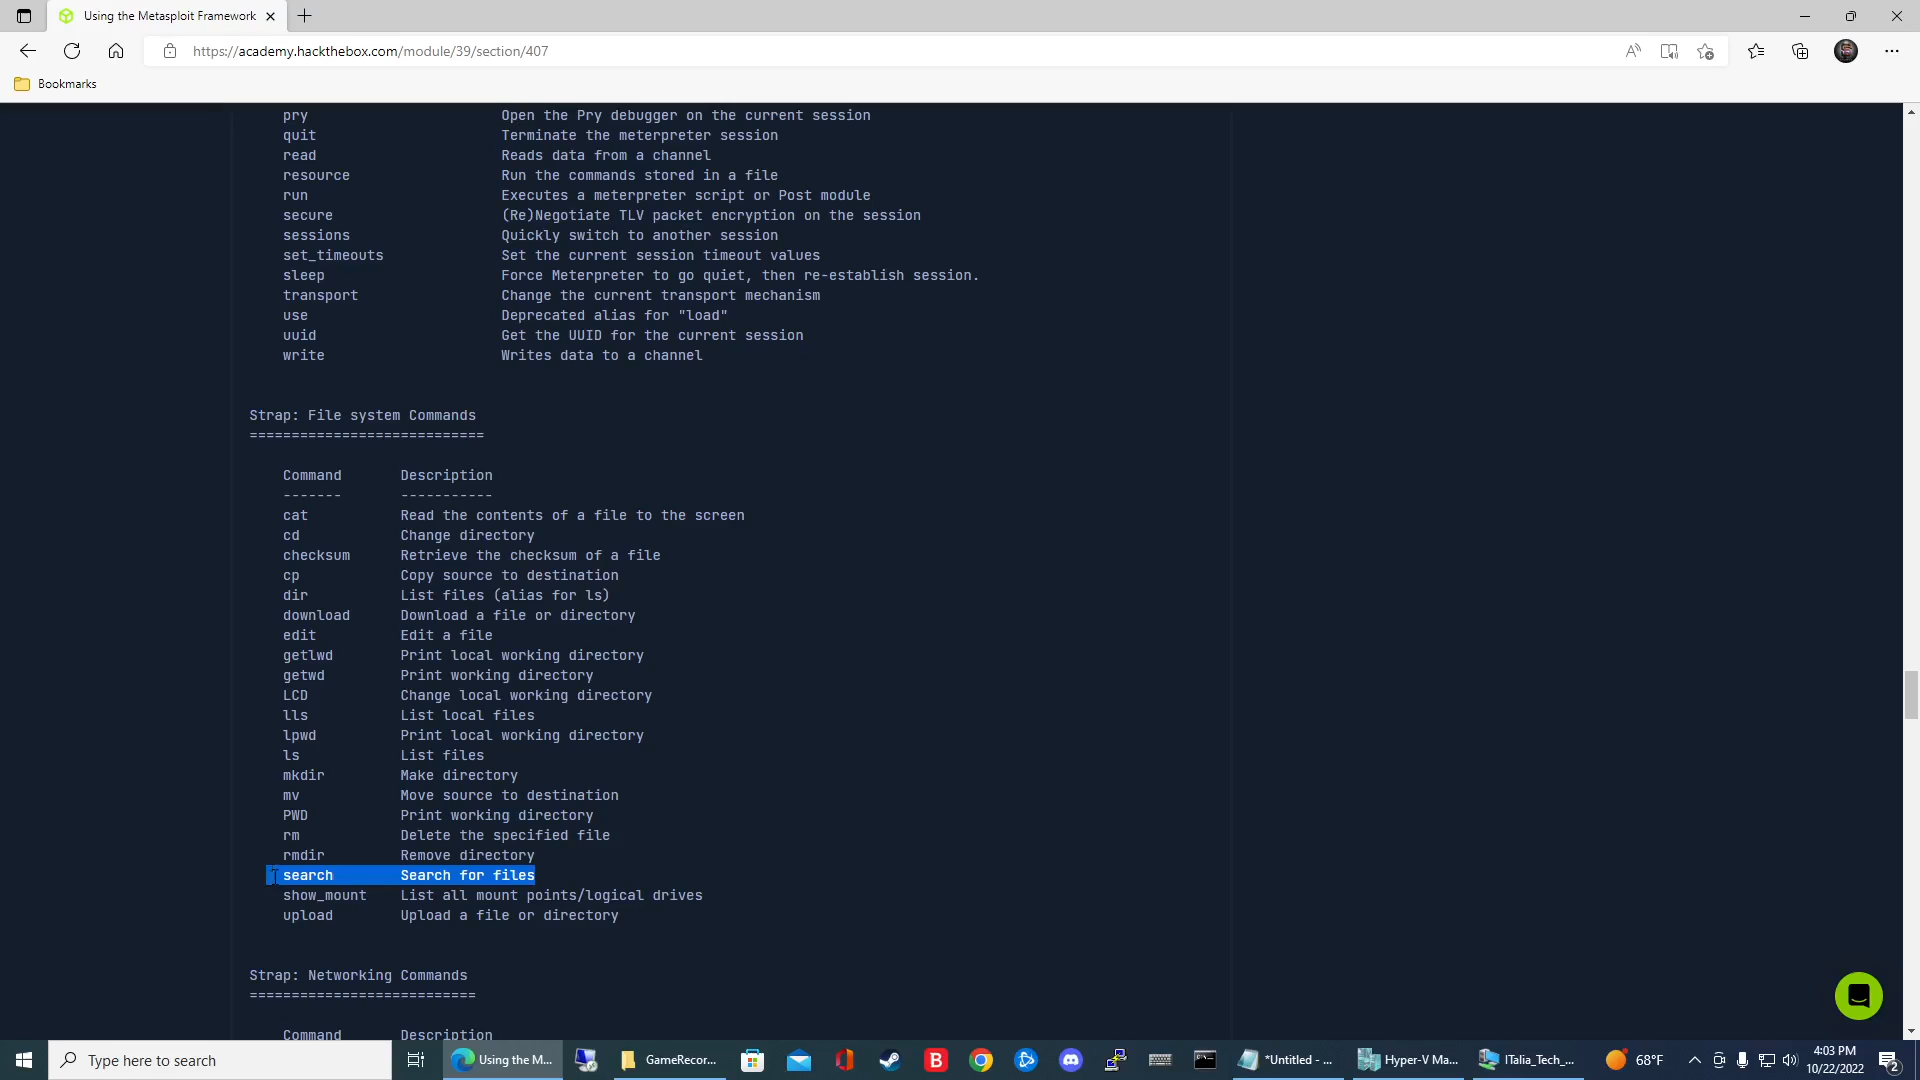 Using the Metasploit Framework
https://academy.hackthebox.com/module/39/section/407
Bookmarks
pry Open the Pry debugger on the current session
quit Terminate the meterpreter session
read Reads data from a channel
resource Run the commands stored in a file
run Executes a meterpreter script or Post module
secure (Re)Negotiate TLV packet encryption on the session
sessions Quickly switch to another session
set_timeouts Set the current session timeout values
sleep Force Meterpreter to go quiet, then re-establish session.
transport Change the current transport mechanism
use Deprecated alias for "load"
uuid Get the UUID for the current session
write Writes data to a channel
Strap: File system Commands
============================
Command Description
------- -----------
cat Read the contents of a file to the screen
cd Change directory
checksum Retrieve the checksum of a file
cp Copy source to destination
dir List files (alias for ls)
download Download a file or directory
edit Edit a file
getlwd Print local working directory
getwd Print working directory
LCD Change local working directory
lls List local files
lpwd Print local working directory
ls List files
mkdir Make directory
mv Move source to destination
PWD Print working directory
rm Delete the specified file
rmdir Remove directory
search Search for files
show_mount List all mount points/logical drives
upload Upload a file or directory
Strap: Networking Commands
===========================
Command Description
Type here to search
Using the M...
GameRecor...
B
*Untitled - ...
Hyper-V Ma...
ITalia_Tech_...
68°F
4:03 PM
10/22/2022
2